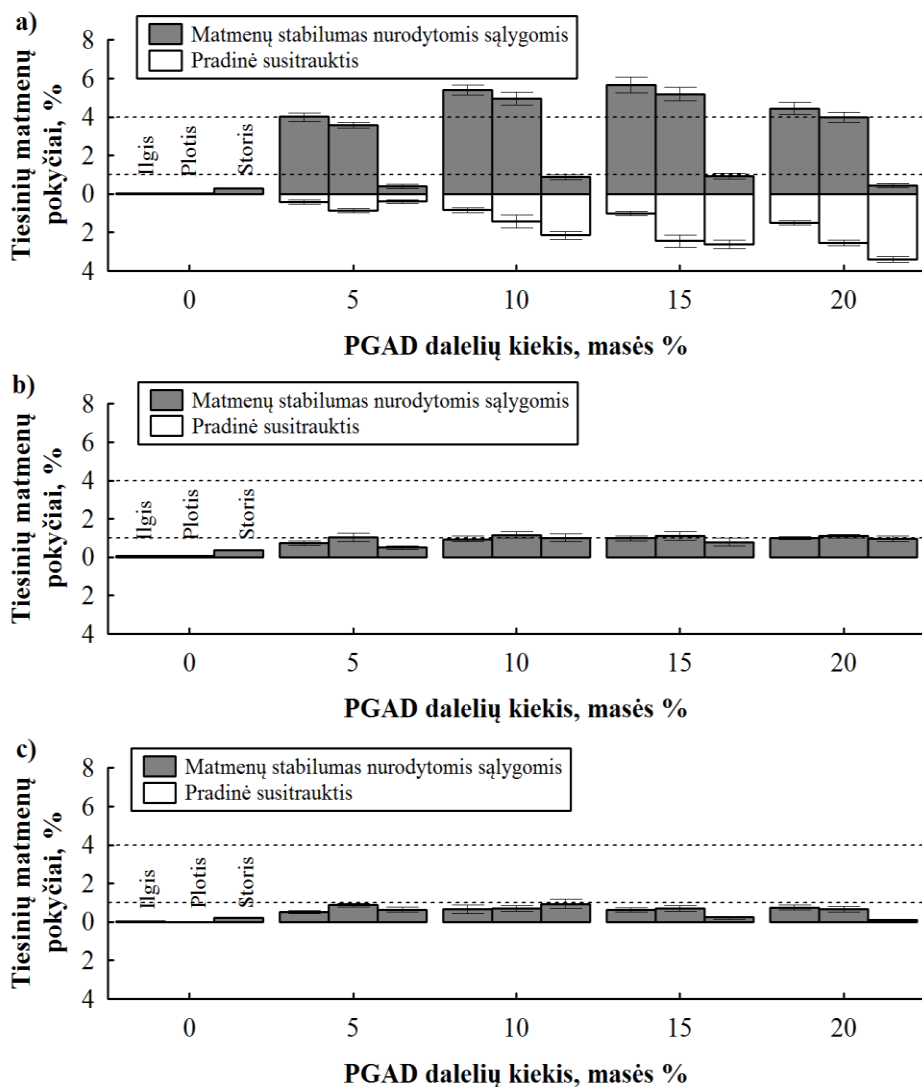 a)
Matmenų stabilumas nurodytomis sąlygomis
Pradinė susitrauktis
Tiesinių matmenų
pokyčiai, %
8
6
4
2
0
2
4
Ilgis
Plotis
Storis
0 5 10 15 20
PGAD dalelių kiekis, masės %
b)
Matmenų stabilumas nurodytomis sąlygomis
Pradinė susitrauktis
Tiesinių matmenų
pokyčiai, %
8
6
4
2
0
2
4
Ilgis
Plotis
Storis
0 5 10 15 20
PGAD dalelių kiekis, masės %
c)
Matmenų stabilumas nurodytomis sąlygomis
Pradinė susitrauktis
Tiesinių matmenų
pokyčiai, %
8
6
4
2
0
2
4
Ilgis
Plotis
Storis
0 5 10 15 20
PGAD dalelių kiekis, masės %